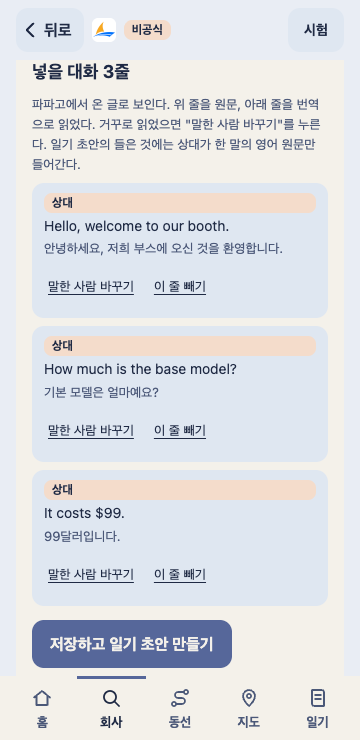 뒤로
비공식
시험
넣을 대화 3줄
파파고에서 온 글로 보인다. 위 줄을 원문, 아래 줄을 번역
으로 읽었다. 거꾸로 읽었으면 "말한 사람 바꾸기"를 누른
다. 일기 초안의 들은 것에는 상대가 한 말의 영어 원문만
들어간다.
상대
Hello, welcome to our booth.
안녕하세요, 저희 부스에 오신 것을 환영합니다.
말한 사람 바꾸기 이 줄 빼기
상대
How much is the base model?
기본 모델은 얼마예요?
말한 사람 바꾸기 이 줄 빼기
상대
It costs $99.
99달러입니다.
말한 사람 바꾸기 이 줄 빼기
저장하고 일기 초안 만들기
홈 회사 동선 지도 일기